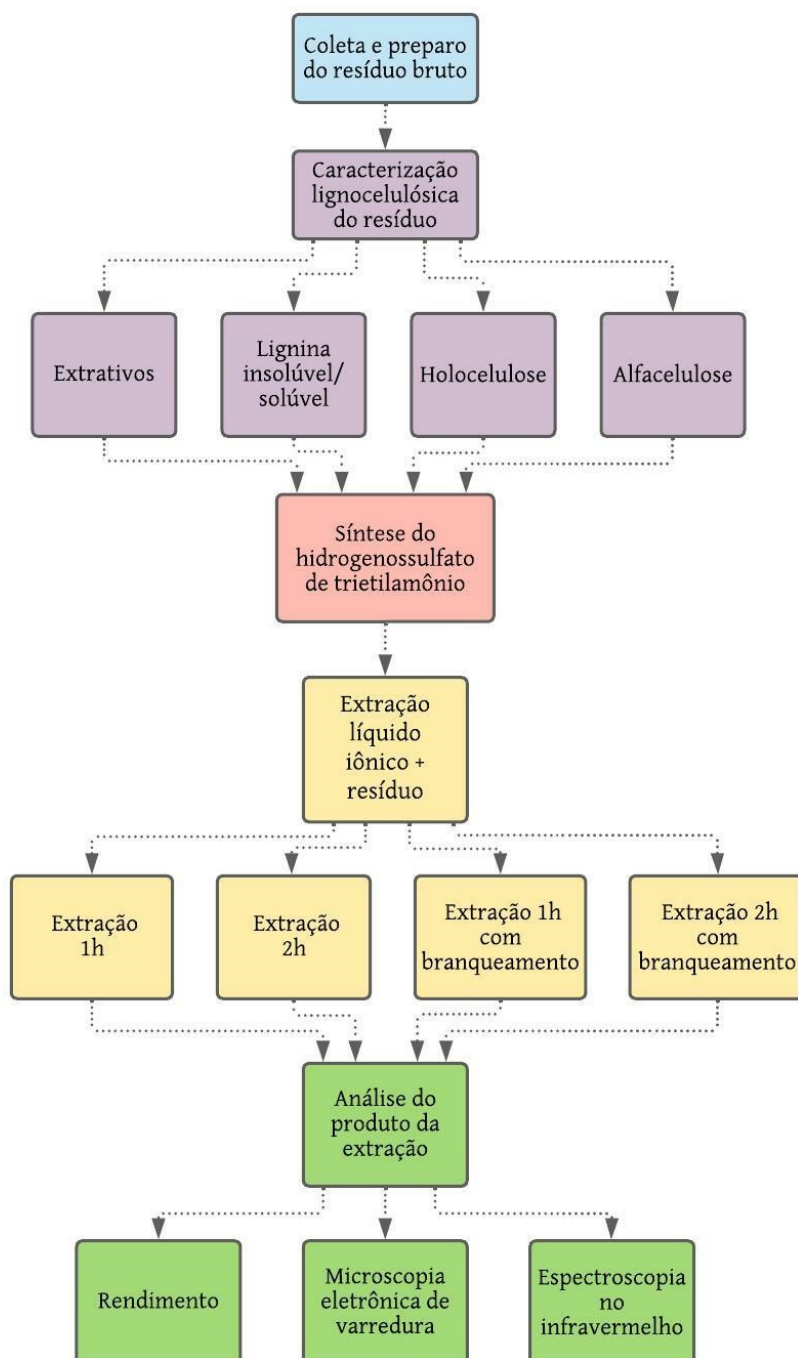 Coleta e preparo
do resíduo bruto
Caracterização
lignocelulósica
do resíduo
Extrativos
Lignina
insolúvel/
solúvel
Holocelulose
Alfacelulose
Síntese do
hidrogenossulfato
de trietilamônio
Extração
líquido
iônico +
resíduo
Extração
1h
Extração
2h
Extração 1h
com
branqueamento
Extração 2h
com
branqueamento
Análise do
produto da
extração
Rendimento
Microscopia
eletrônica de
varredura
Espectroscopia
no
infravermelho